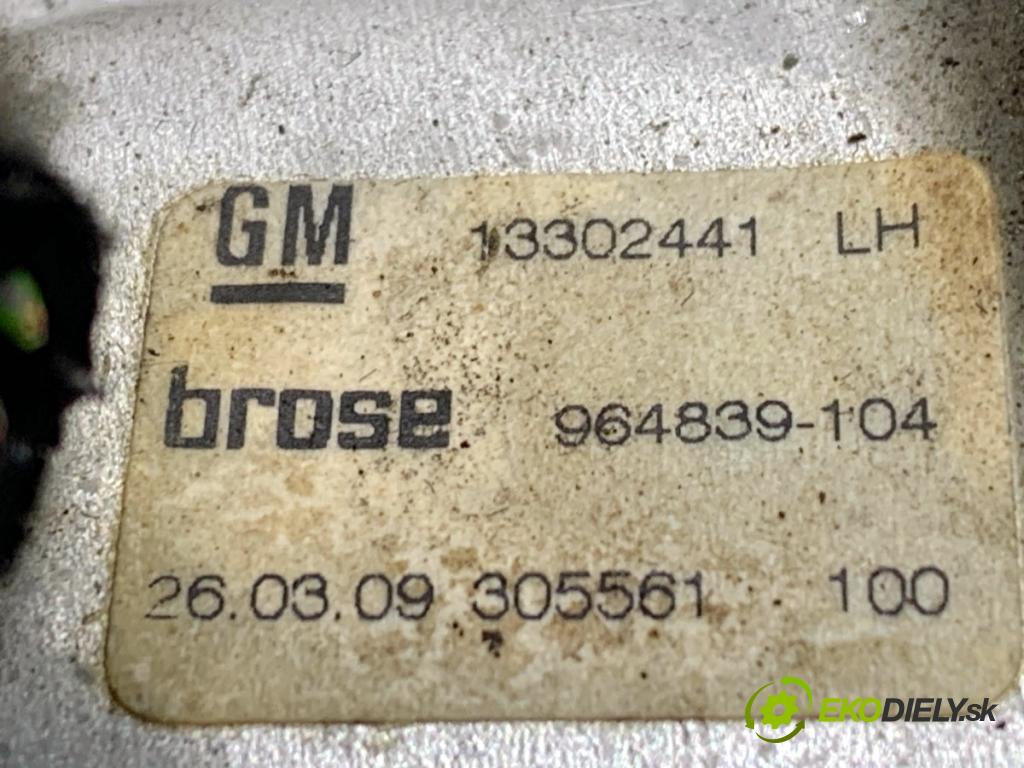 GM 13302441 LH
brose 964839-104
26.03.09 305561 100
EKODIELY.sk